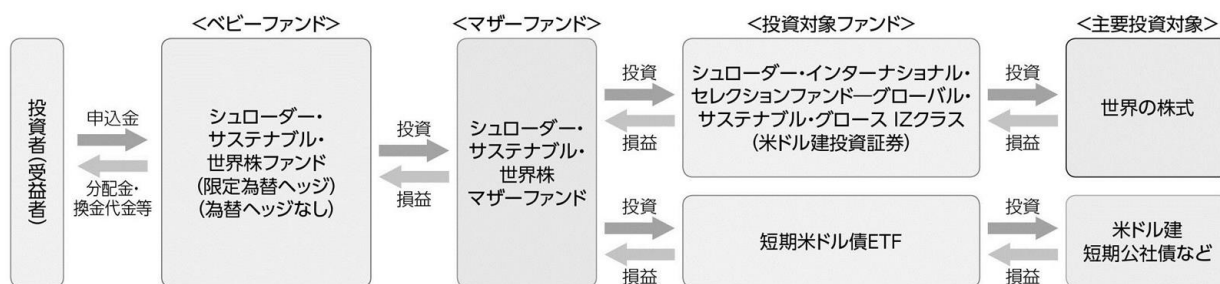 <ベビーファンド>
<マザーファンド>
<投資対象ファンド>
<主要投資対象>
投資者(受益者)
申込金
分配金・
換金代金等
シュローダー・
サステナブル・
世界株ファンド
(限定為替ヘッジ)
(為替ヘッジなし)
投資
損益
シュローダー・
サステナブル・
世界株
マザーファンド
投資
損益
シュローダー・インターナショナル・
セレクションファンド―グローバル・
サステナブル・グロース IZクラス
(米ドル建投資証券)
投資
損益
世界の株式
投資
損益
短期米ドル債ETF
投資
損益
米ドル建
短期公社債など